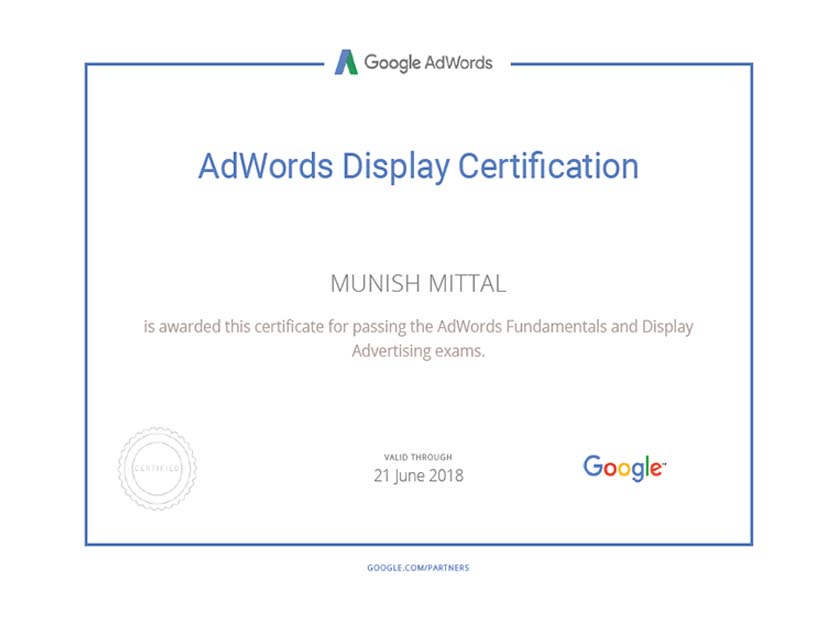 Google AdWords
AdWords Display Certification
MUNISH MITTAL
is awarded this certificate for passing the AdWords Fundamentals and Display
Advertising exams.
CERTIFIED
VALID THROUGH
21 June 2018
Google™
GOOGLE.COM/PARTNERS